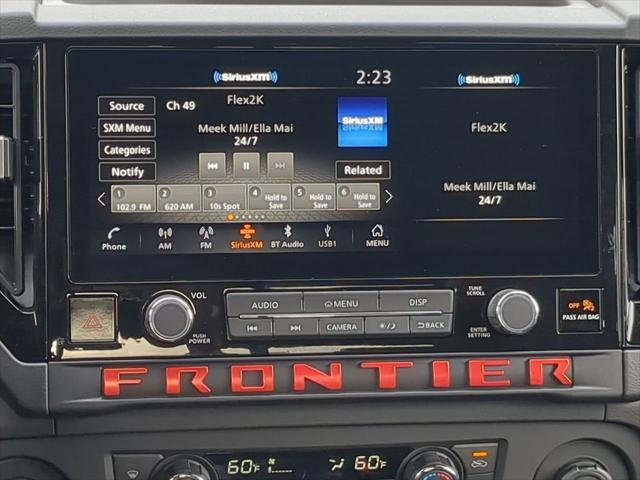 SiriusXM 2:23 SiriusXM
Source Ch 49 Flex2K
SXM Menu Meek Mill/Ella Mai
24/7
Categories
Notify Related
SiriusXM
Flex2K
Meek Mill/Ella Mai
24/7
1 2 3 4 5 6
102.9 FM 620 AM 10s Spot Hold to Save Hold to Save Hold to Save
Phone AM FM SiriusXM BT Audio USB1 MENU
VOL
PUSH POWER
AUDIO MENU DISP
CAMERA BACK
TUNE SCROLL
ENTER SETTING
OFF
PASS AIR BAG
FRONTIER
60°F 60°F